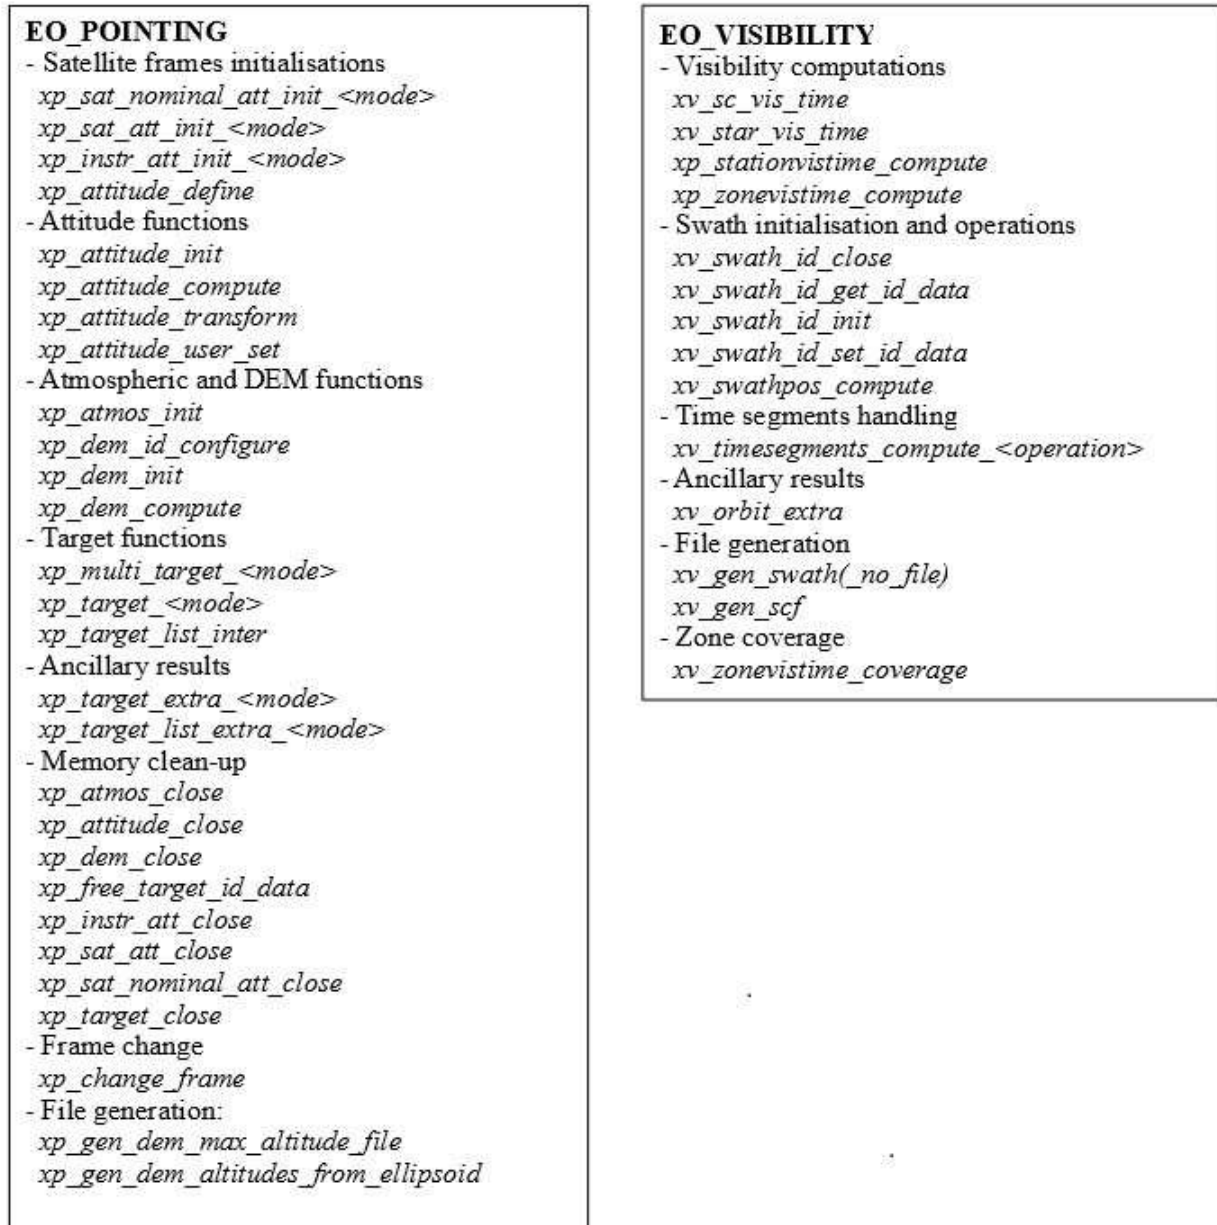 EO_POINTING
- Satellite frames initialisations
xp_sat_nominal_att_init_<mode>
xp_sat_att_init_<mode>
xp_instr_att_init_<mode>
xp_attitude_define
- Attitude functions
xp_attitude_init
xp_attitude_compute
xp_attitude_transform
xp_attitude_user_set
- Atmospheric and DEM functions
xp_atmos_init
xp_dem_id_configure
xp_dem_init
xp_dem_compute
- Target functions
xp_multi_target_<mode>
xp_target_<mode>
xp_target_list_inter
- Ancillary results
xp_target_extra_<mode>
xp_target_list_extra_<mode>
- Memory clean-up
xp_atmos_close
xp_attitude_close
xp_dem_close
xp_free_target_id_data
xp_instr_att_close
xp_sat_att_close
xp_sat_nominal_att_close
xp_target_close
- Frame change
xp_change_frame
- File generation:
xp_gen_dem_max_altitude_file
xp_gen_dem_altitudes_from_ellipsoid
EO_VISIBILITY
- Visibility computations
xv_sc_vis_time
xv_star_vis_time
xp_stationvistime_compute
xp_zonevistime_compute
- Swath initialisation and operations
xv_swath_id_close
xv_swath_id_get_id_data
xv_swath_id_init
xv_swath_id_set_id_data
xv_swathpos_compute
- Time segments handling
xv_timesegments_compute_<operation>
- Ancillary results
xv_orbit_extra
- File generation
xv_gen_swath(_no_file)
xv_gen_scf
- Zone coverage
xv_zonevistime_coverage